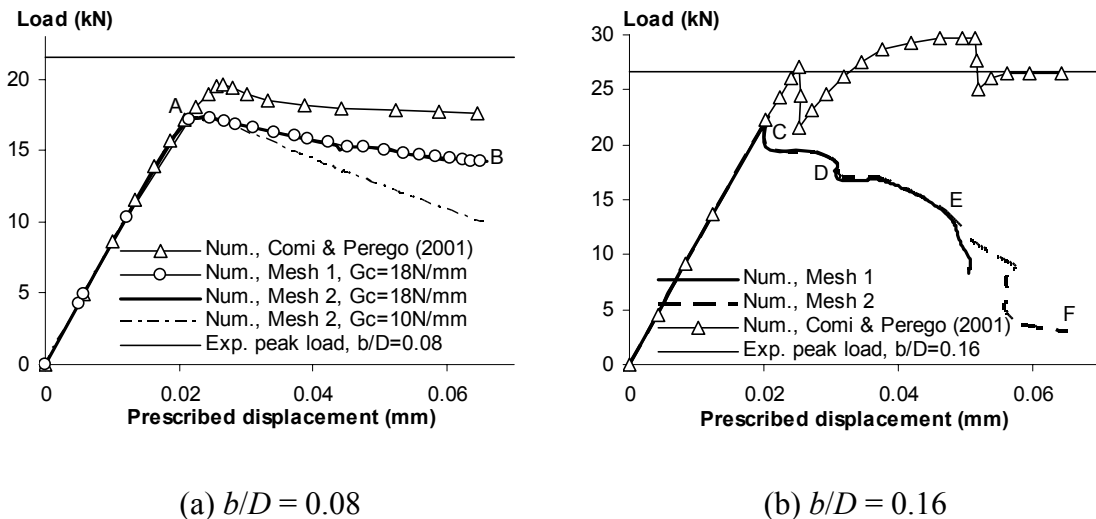 Load (kN)
20
15
10
5
0
A
B
Num., Comi & Perego (2001)
Num., Mesh 1, Gc=18N/mm
Num., Mesh 2, Gc=18N/mm
Num., Mesh 2, Gc=10N/mm
Exp. peak load, b/D=0.08
0 0.02 0.04 0.06
Prescribed displacement (mm)
(a) b/D = 0.08
Load (kN)
30
25
20
15
10
5
0
C
D
E
F
Num., Mesh 1
Num., Mesh 2
Num., Comi & Perego (2001)
Exp. peak load, b/D=0.16
0 0.02 0.04 0.06
Prescribed displacement (mm)
(b) b/D = 0.16